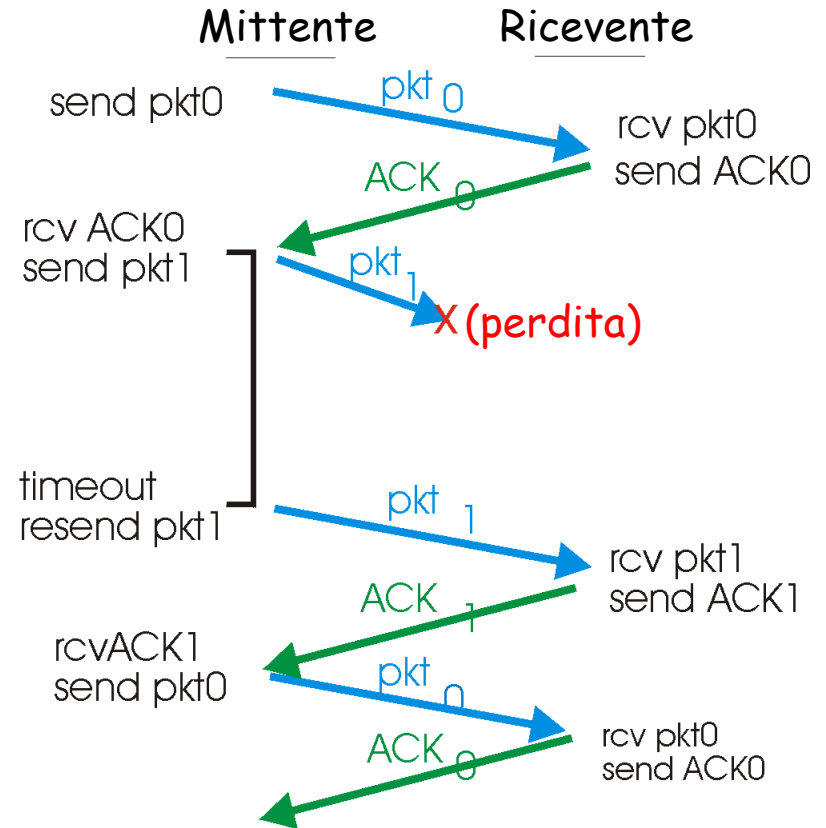 Mittente
Ricevente
send pkt0
pkt 0
rcv pkt0
send ACK0
ACK 0
rcv ACK0
send pkt1
pkt 1
X (perdita)
timeout
resend pkt1
pkt 1
rcv pkt1
send ACK1
ACK 1
rcvACK1
send pkt0
pkt 0
rcv pkt0
send ACK0
ACK 0